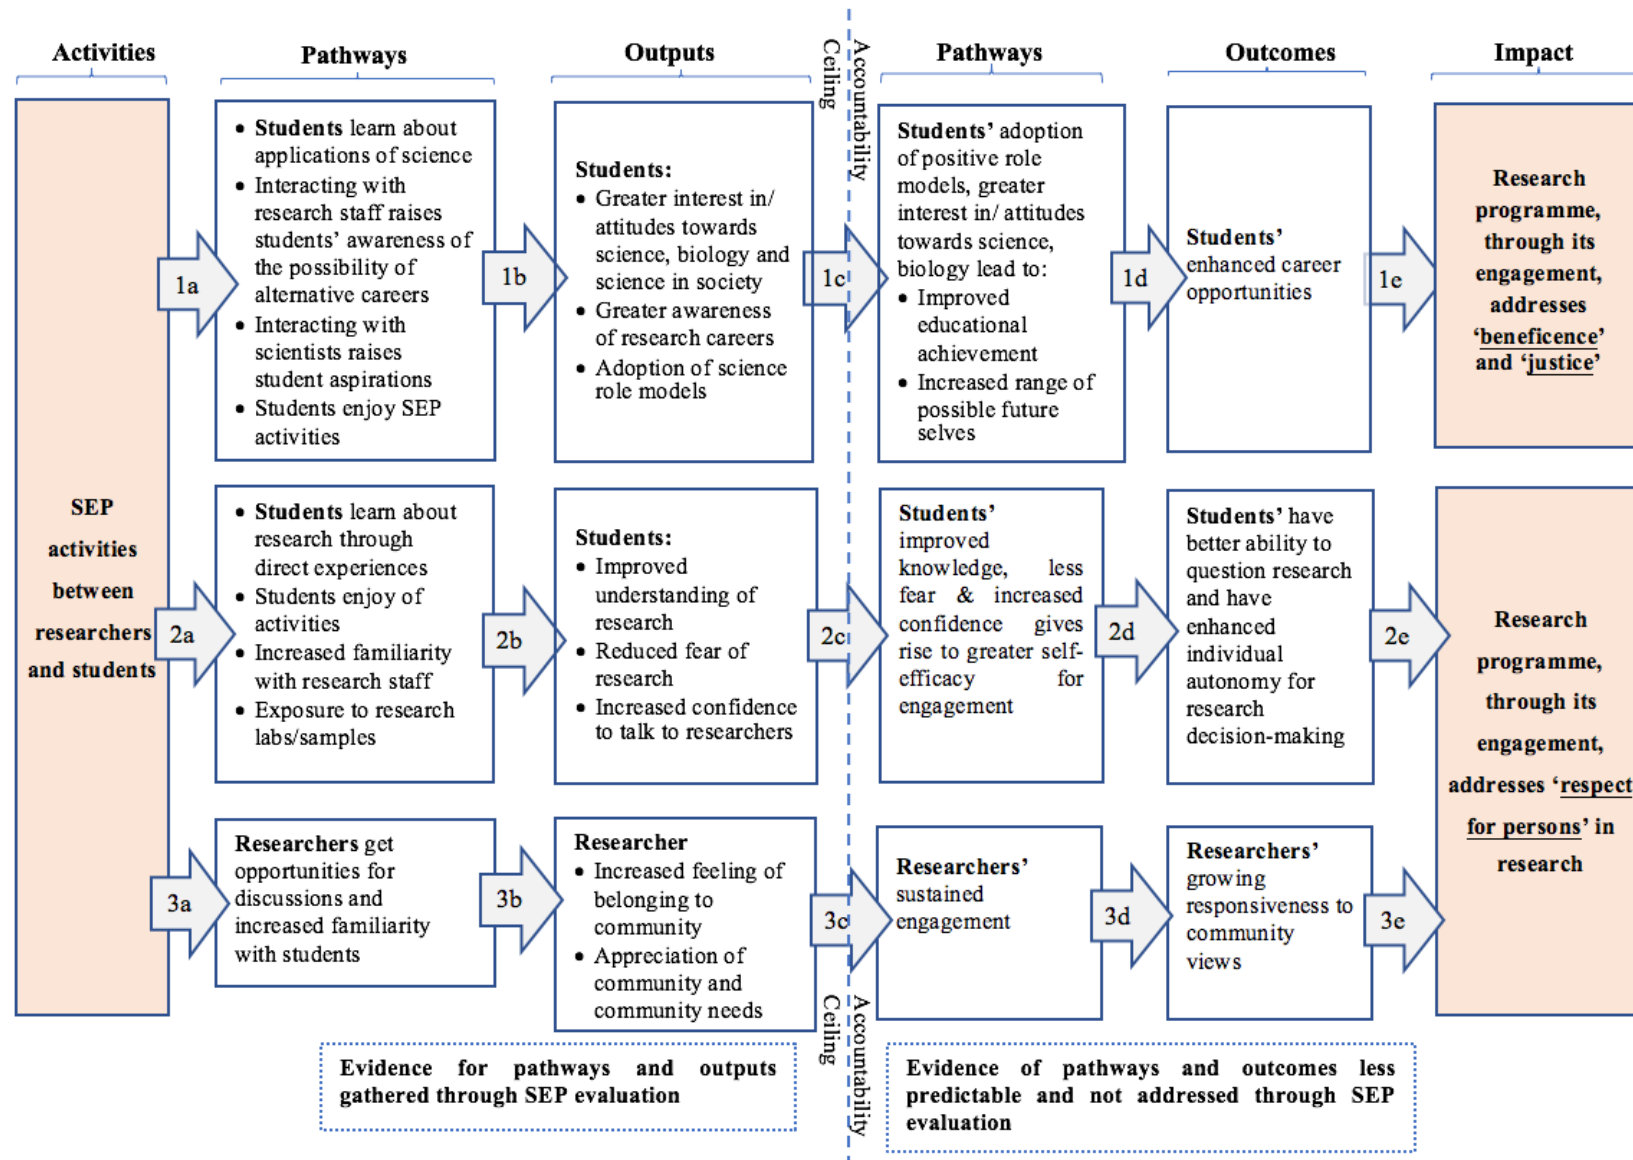 Activities
Pathways
Outputs
Accountability
Ceiling
Pathways
Outcomes
Impact
SEP
activities
between
researchers
and students
1a
• Students learn about
applications of science
• Interacting with
research staff raises
students’ awareness of
the possibility of
alternative careers
• Interacting with
scientists raises
student aspirations
• Students enjoy SEP
activities
1b
Students:
• Greater interest in/
attitudes towards
science, biology and
science in society
• Greater awareness
of research careers
• Adoption of science
role models
1c
Students’ adoption
of positive role
models, greater
interest in/ attitudes
towards science,
biology lead to:
• Improved
educational
achievement
• Increased range of
possible future
selves
1d
Students’
enhanced career
opportunities
1e
Research
programme,
through its
engagement,
addresses
‘beneficence’
and ‘justice’
2a
• Students learn about
research through
direct experiences
• Students enjoy of
activities
• Increased familiarity
with research staff
• Exposure to research
labs/samples
2b
Students:
• Improved
understanding of
research
• Reduced fear of
research
• Increased confidence
to talk to researchers
2c
Students’
improved
knowledge, less
fear & increased
confidence gives
rise to greater self-
efficacy for
engagement
2d
Students’ have
better ability to
question research
and have
enhanced
individual
autonomy for
research
decision-making
2e
Research
programme,
through its
engagement,
addresses ‘respect
for persons’ in
research
3a
Researchers get
opportunities for
discussions and
increased familiarity
with students
3b
Researcher
• Increased feeling of
belonging to
community
• Appreciation of
community and
community needs
3c
Researchers’
sustained
engagement
3d
Researchers’
growing
responsiveness to
community
views
3e
Accountability
Ceiling
Evidence for pathways and outputs
gathered through SEP evaluation
Evidence of pathways and outcomes less
predictable and not addressed through SEP
evaluation